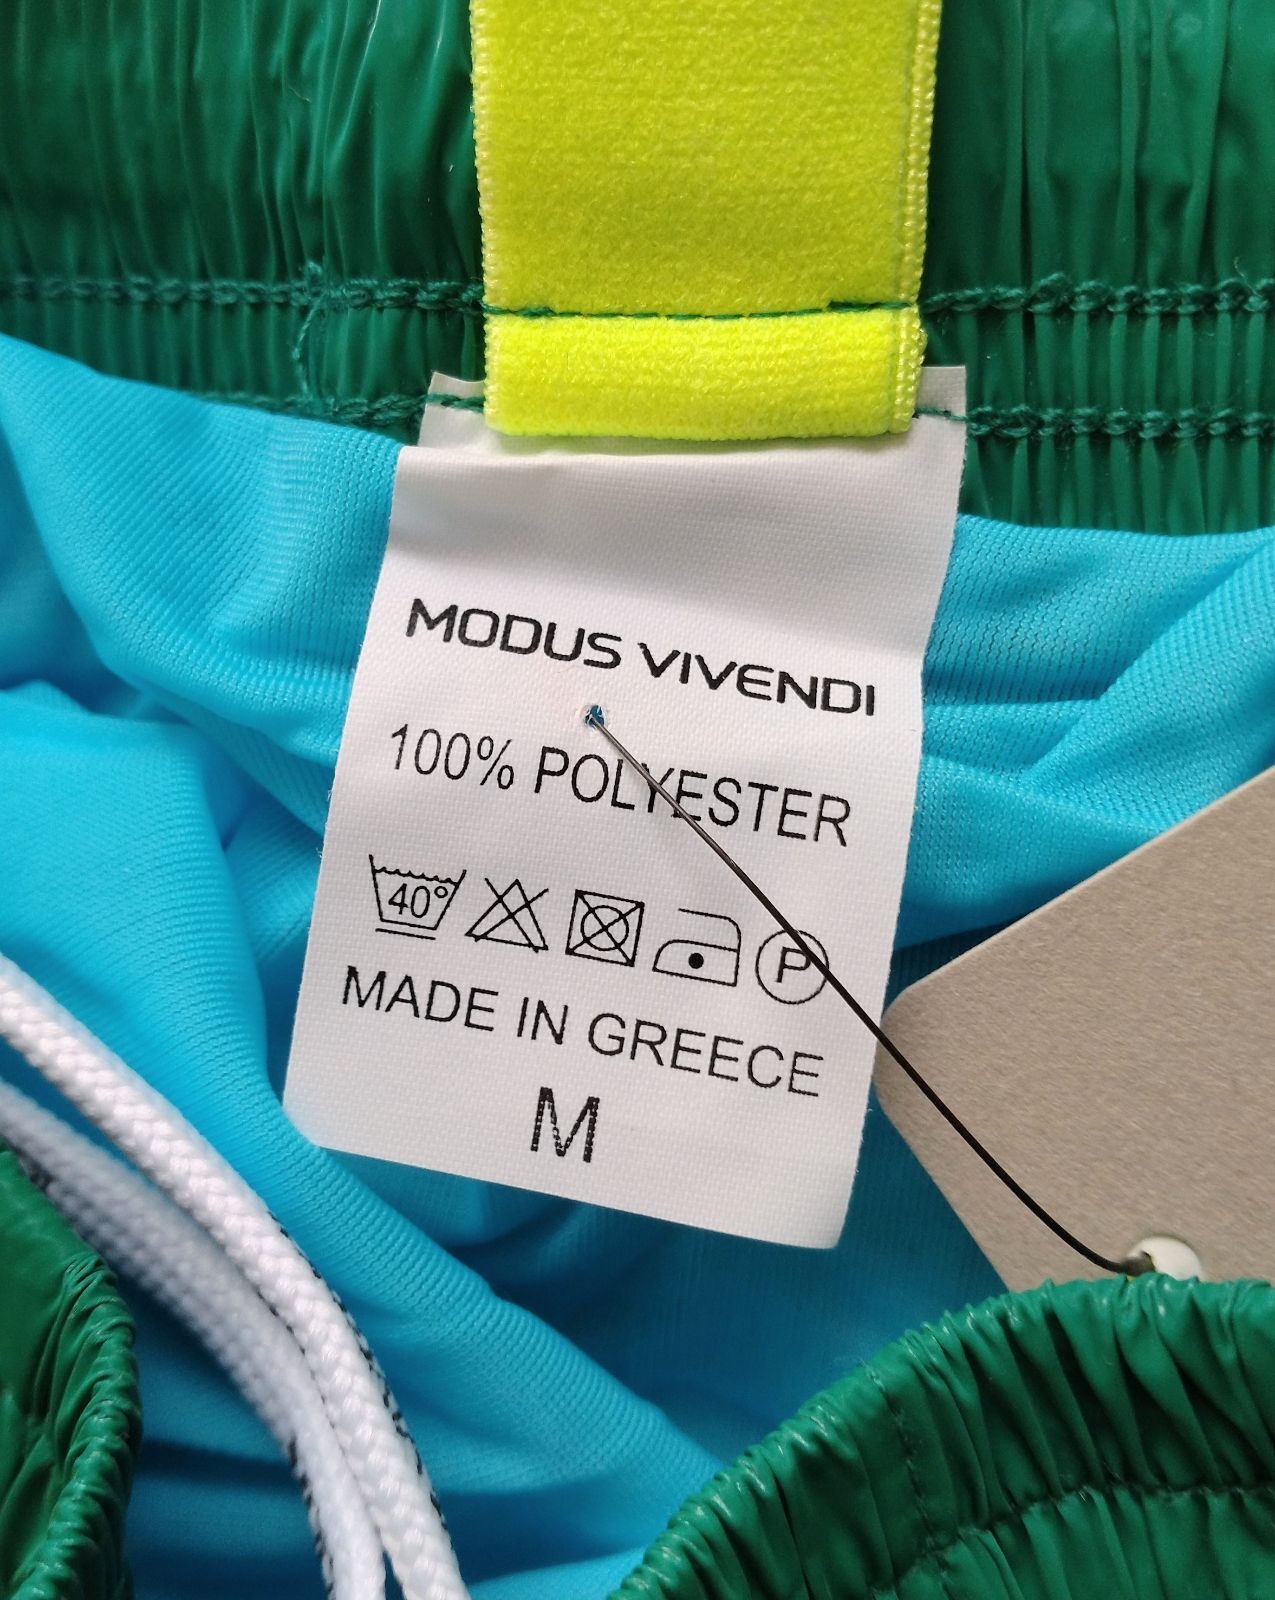 MODUS VIVENDI
100% POLYESTER
40° P
MADE IN GREECE
M